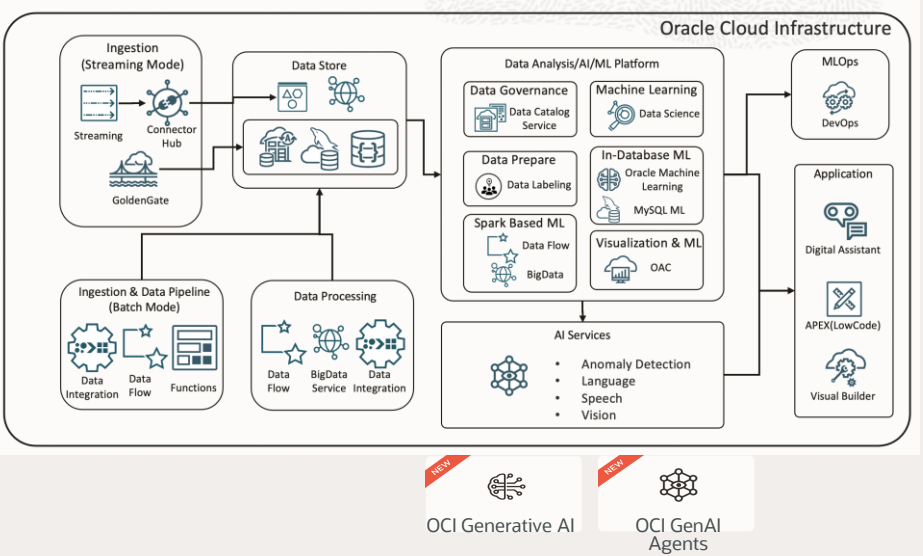 Oracle Cloud Infrastructure
Ingestion
(Streaming Mode)
Streaming
Connector
Hub
GoldenGate
Data Store
A
Data Analysis/AI/ML Platform
Data Governance
Data Catalog
Service
Machine Learning
Data Science
Data Prepare
Data Labeling
In-Database ML
Oracle Machine
Learning
MySQL ML
Spark Based ML
Data Flow
BigData
Visualization & ML
OAC
MLOps
DevOps
Application
Digital Assistant
APEX(LowCode)
Visual Builder
Ingestion & Data Pipeline
(Batch Mode)
Data
Integration
Data
Flow
Functions
Data Processing
Data
Flow
BigData
Service
Data
Integration
AI Services
• Anomaly Detection
• Language
• Speech
• Vision
NEW
OCI Generative AI
NEW
OCI GenAI
Agents